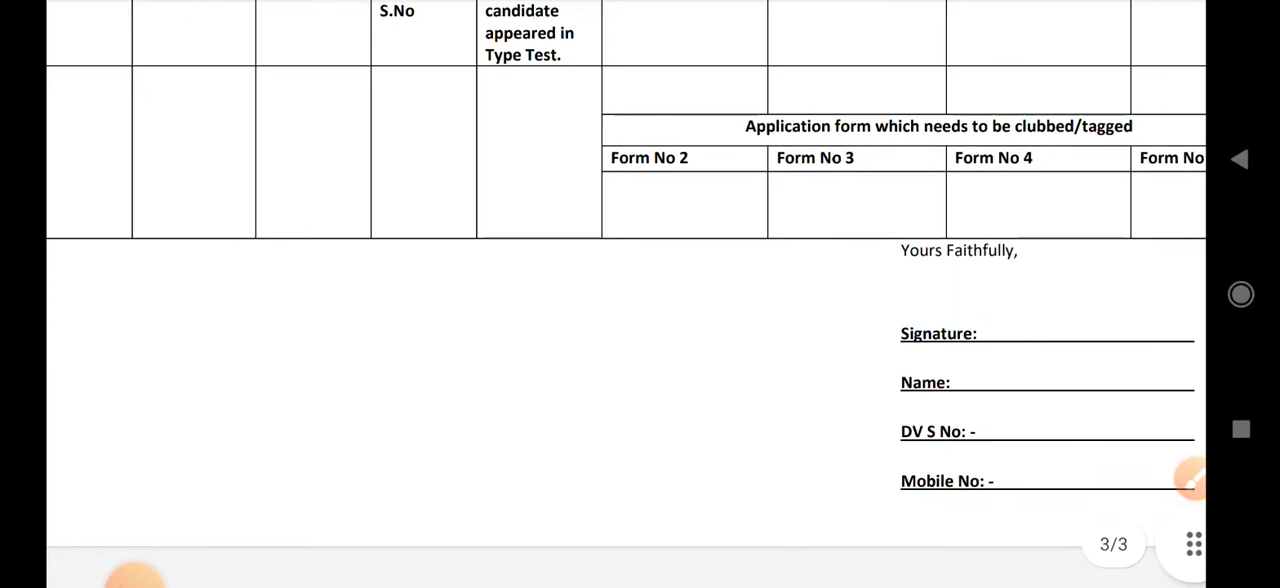 S.No
candidate
appeared in
Type Test.
Application form which needs to be clubbed/tagged
Form No 2 Form No 3 Form No 4 Form No
Yours Faithfully,
Signature:
Name:
DV S No: -
Mobile No: -
3/3